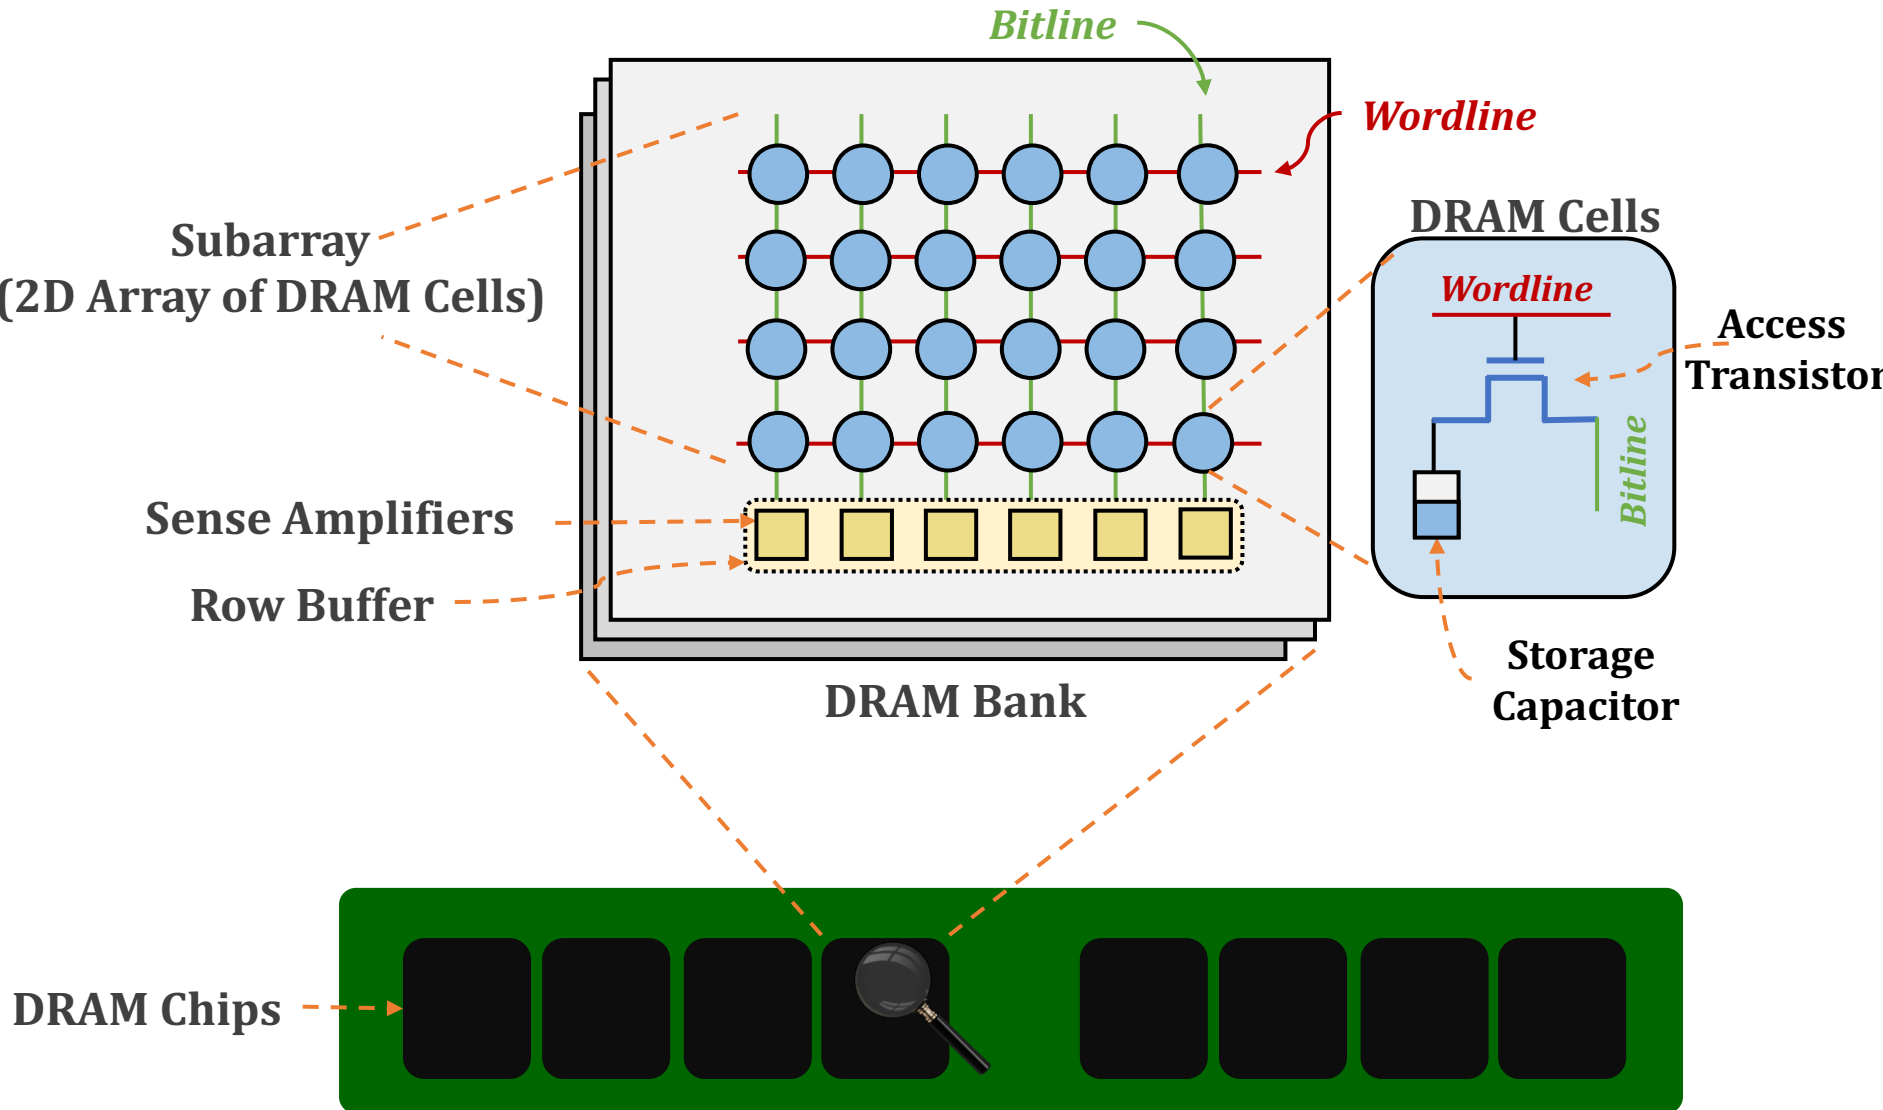 Bitline
Wordline
Subarray
(2D Array of DRAM Cells)
DRAM Cells
Wordline
Access
Transistor
Bitline
Sense Amplifiers
Row Buffer
Storage
Capacitor
DRAM Bank
DRAM Chips